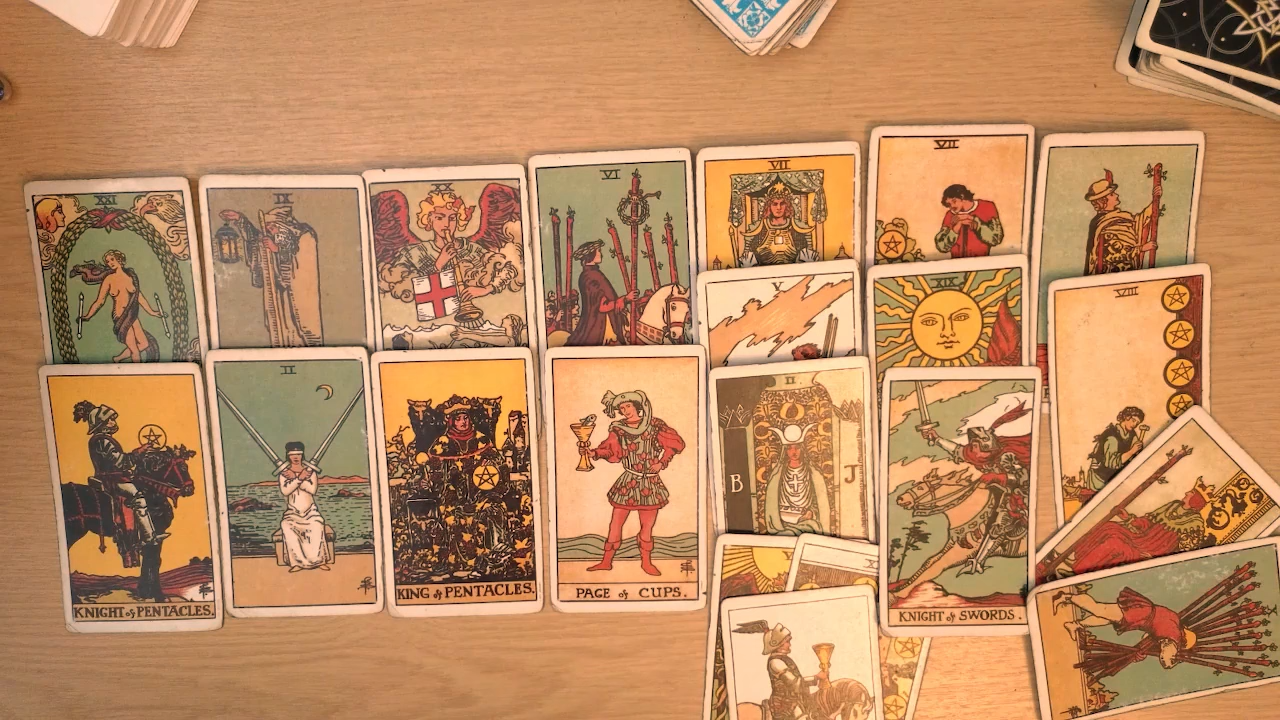 XXI
IX
XX
VI
VII
VII
V
XIX
VIII
II
II
B
J
KNIGHT of PENTACLES.
KING of PENTACLES.
PAGE of CUPS.
KNIGHT of SWORDS.